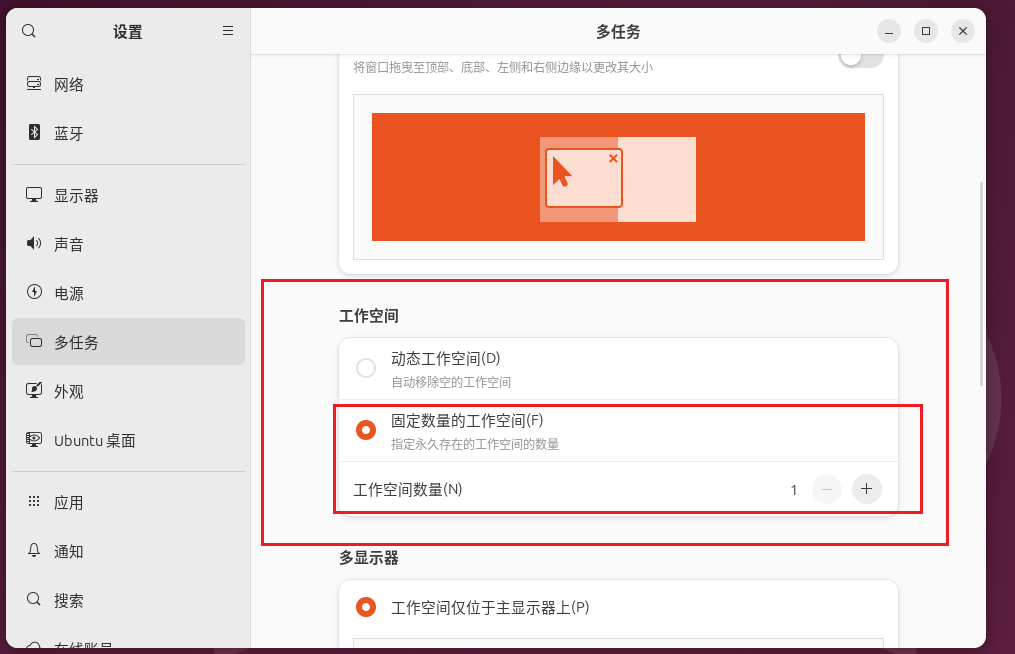 设置
多任务
网络
蓝牙
显示器
声音
电源
多任务
外观
Ubuntu 桌面
应用
通知
搜索
在线账户
将窗口拖曳至顶部、底部、左侧和右侧边缘以更改其大小
工作空间
动态工作空间(D)
自动移除空的工作空间
固定数量的工作空间(F)
指定永久存在的工作空间的数量
工作空间数量(N) 1
多显示器
工作空间仅位于主显示器上(P)